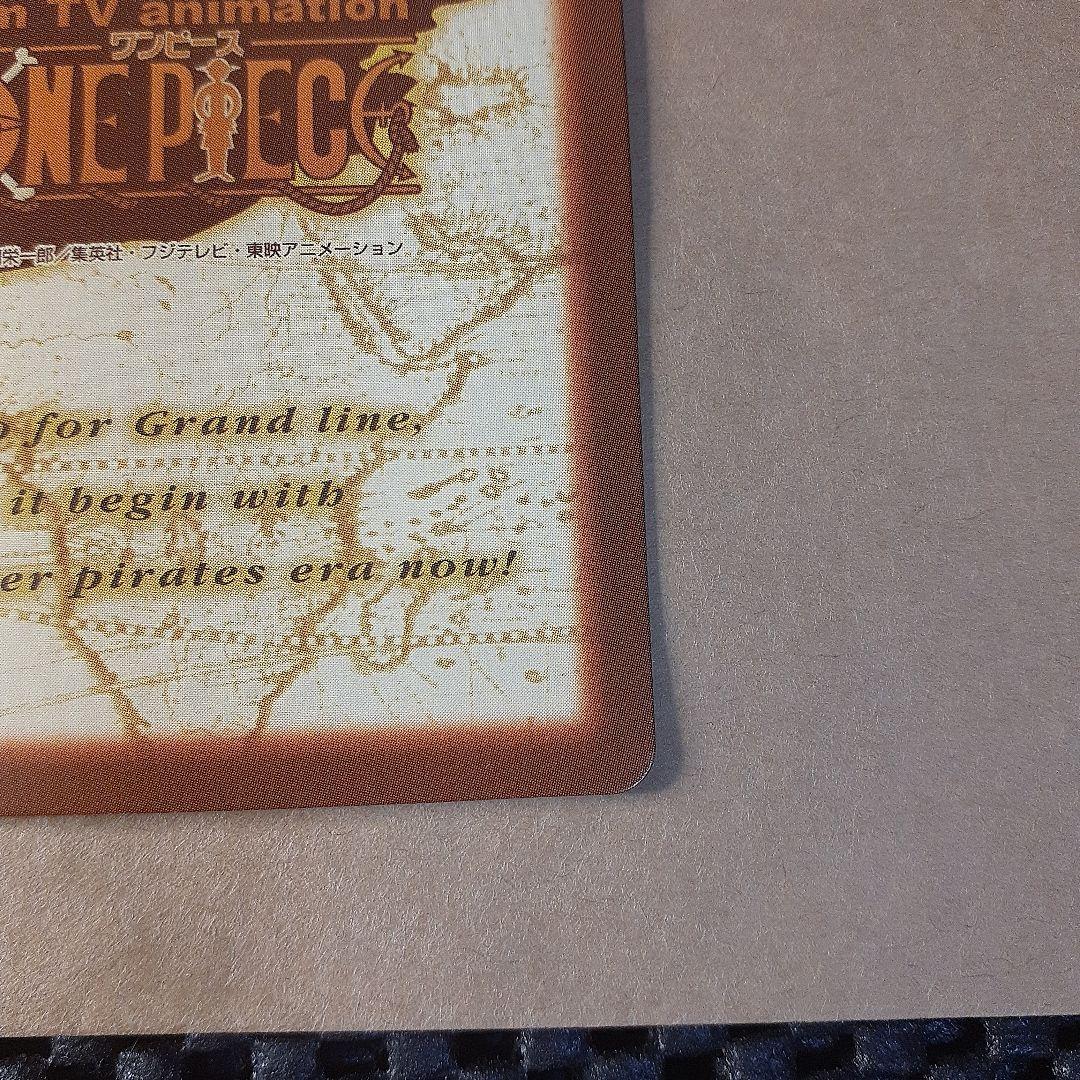 TV animation
ワンピース
ONE PIECE
栄一郎／集英社・フジテレビ・東映アニメーション
for Grand line,
it begin with
pirates era now!